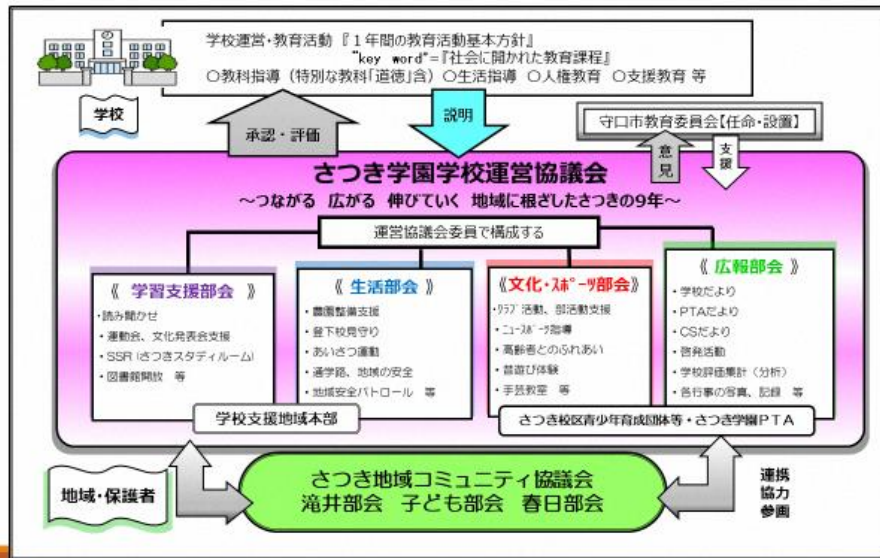 学校運営・教育活動『1年間の教育活動基本方針』
"key word"=『社会に開かれた教育課程』
○教科指導（特別な教科「道徳」含）○生活指導　○人権教育　○支援教育 等
学校
承認・評価
説明
守口市教育委員会【任命・設置】
意見
支援
さつき学園学校運営協議会
～つながる　広がる　伸びていく　地域に根ざしたさつきの9年～
運営協議会委員で構成する
《 学習支援部会 》
・読み聞かせ
・運動会、文化発表会支援
・SSR（さつきスタディルーム）
・図書館開放　等
《 生活部会 》
・農園整備支援
・登下校見守り
・あいさつ運動
・通学路、地域の安全
・地域安全パトロール　等
《文化・スポーツ部会》
・クラブ活動、部活動支援
・ニュースポーツ指導
・高齢者とのふれあい
・昔遊び体験
・手芸教室　等
《 広報部会 》
・学校だより
・PTAだより
・CSだより
・啓発活動
・学校評価集計（分析）
・各行事の写真、記録　等
学校支援地域本部
さつき校区青少年育成団体等・さつき学園PTA
地域・保護者
さつき地域コミュニティ協議会
滝井部会　子ども部会　春日部会
連携
協力
参画